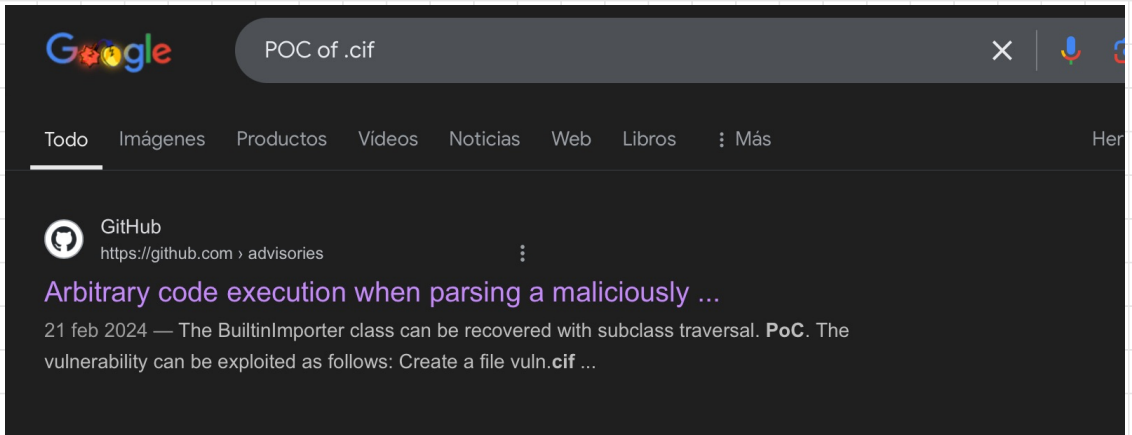 Google
POC of .cif
Todo Imágenes Productos Vídeos Noticias Web Libros Más Her
GitHub
https://github.com › advisories
Arbitrary code execution when parsing a maliciously ...
21 feb 2024 — The BuiltinImporter class can be recovered with subclass traversal. PoC. The
vulnerability can be exploited as follows: Create a file vuln.cif ...